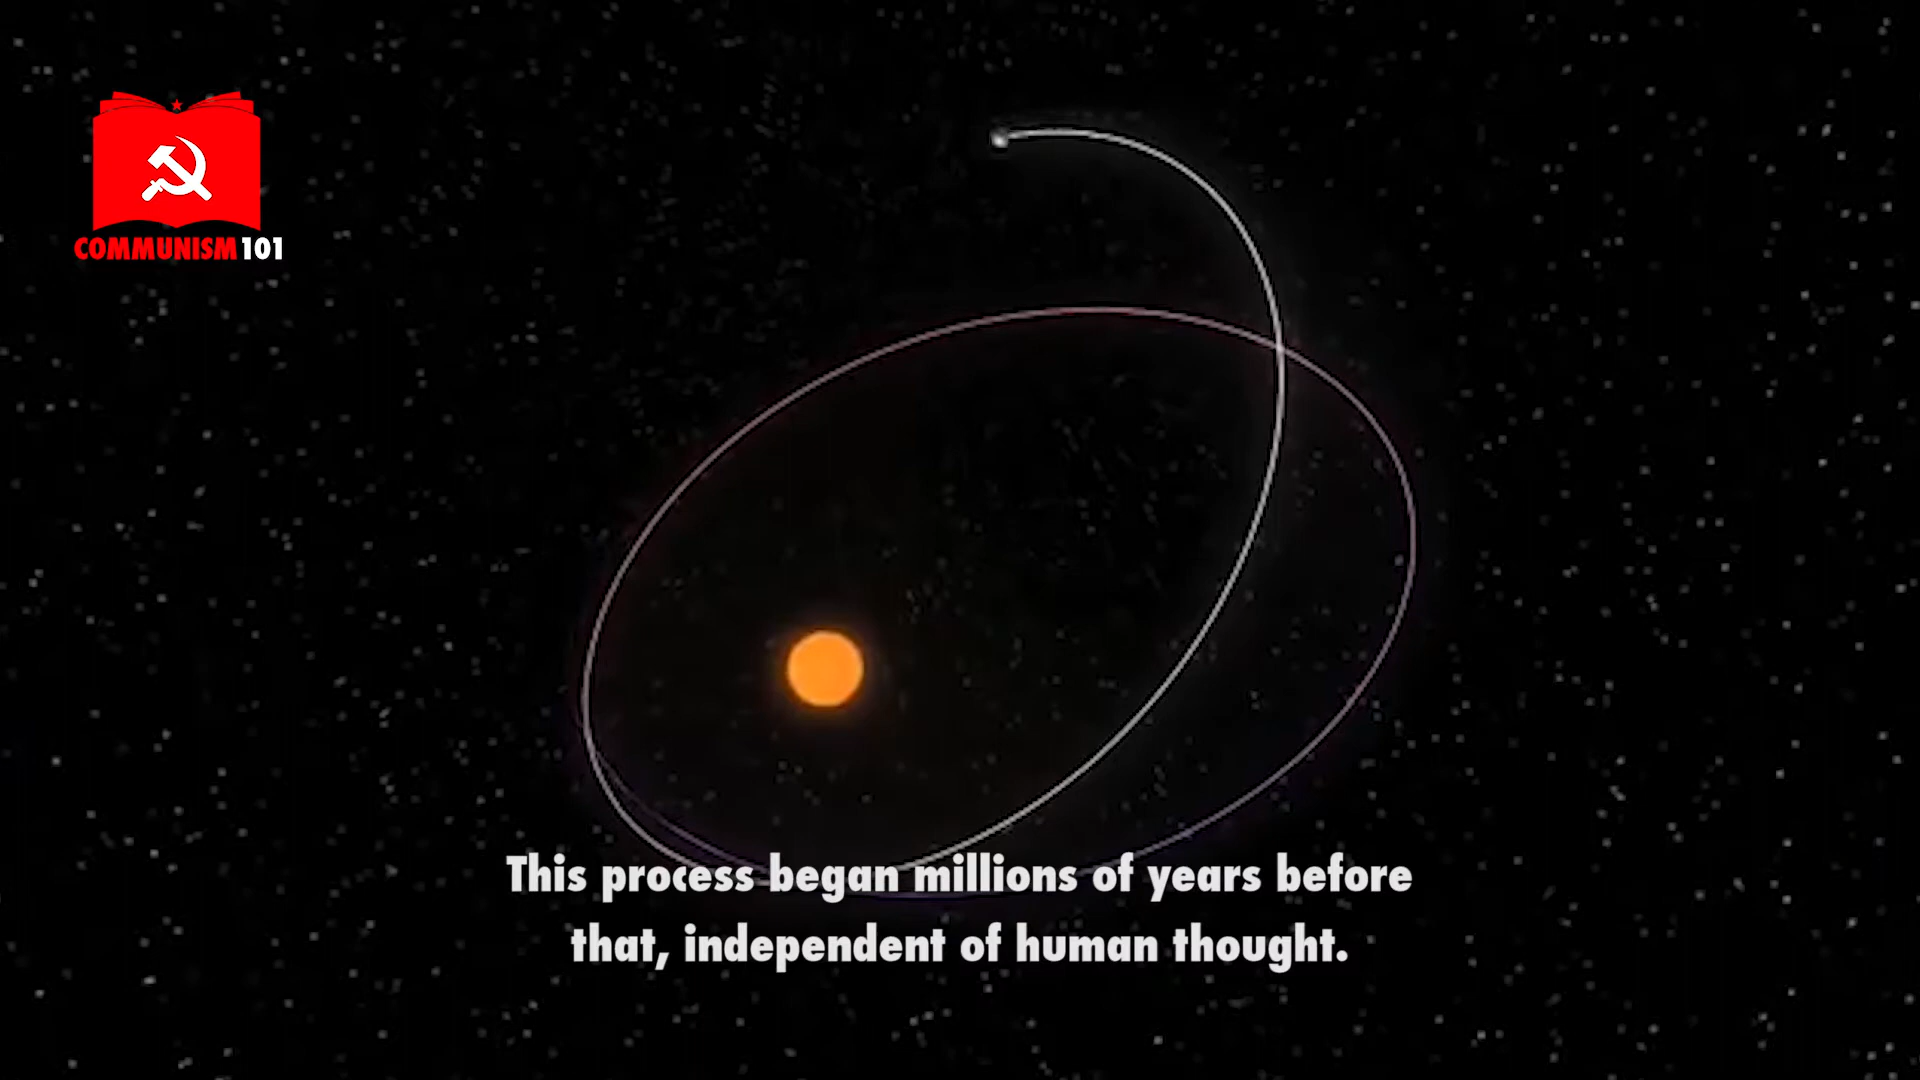 COMMUNISM101
This process began millions of years before
that, independent of human thought.